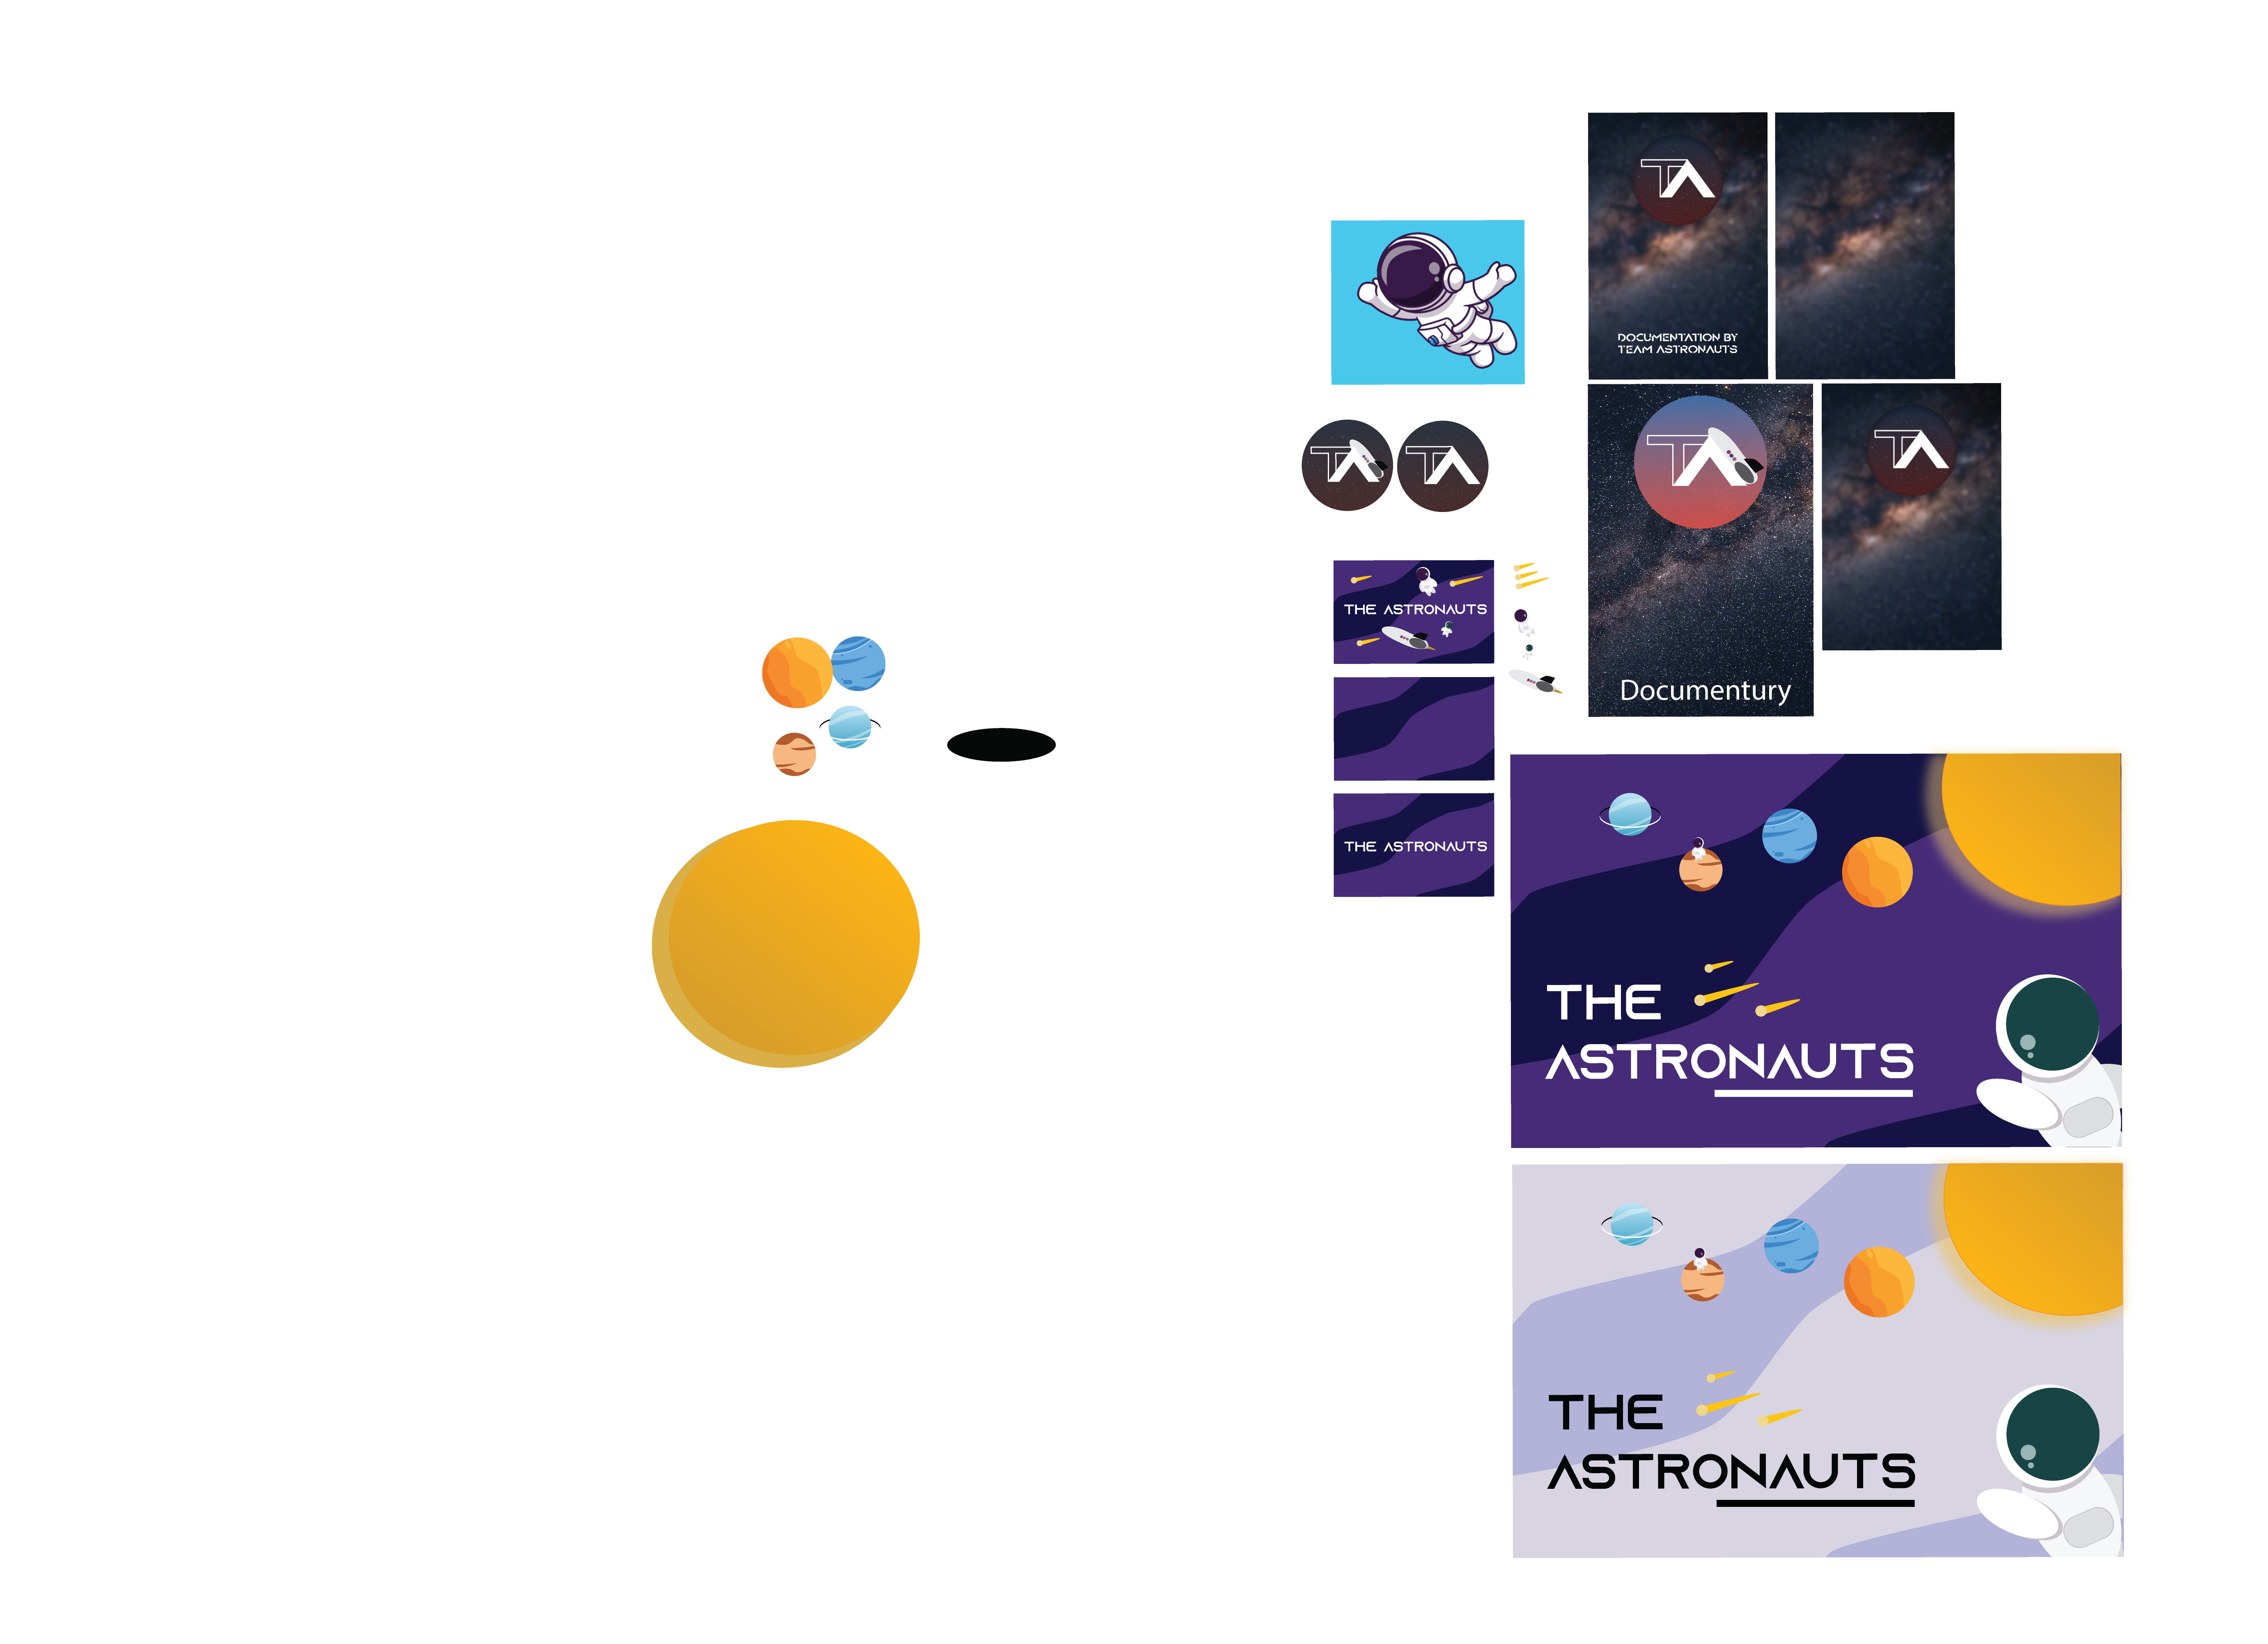 TA
DOCUMENTATION BY
TEAM ASTRONAUTS
TA
TA
TA
TA
Documentury
THE ASTRONAUTS
THE ASTRONAUTS
THE
ASTRONAUTS
THE
ASTRONAUTS